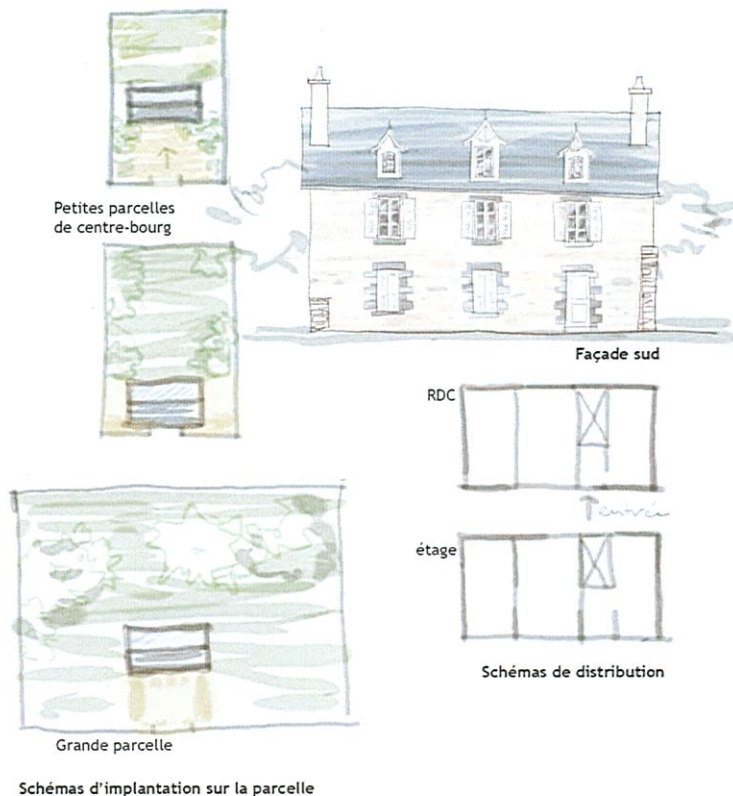 Petites parcelles
de centre-bourg
Façade sud
RDC
entrée
étage
Schémas de distribution
Grande parcelle
Schémas d'implantation sur la parcelle